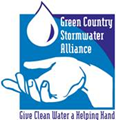 Green Country
Stormwater
Alliance
Give Clean Water a Helping Hand